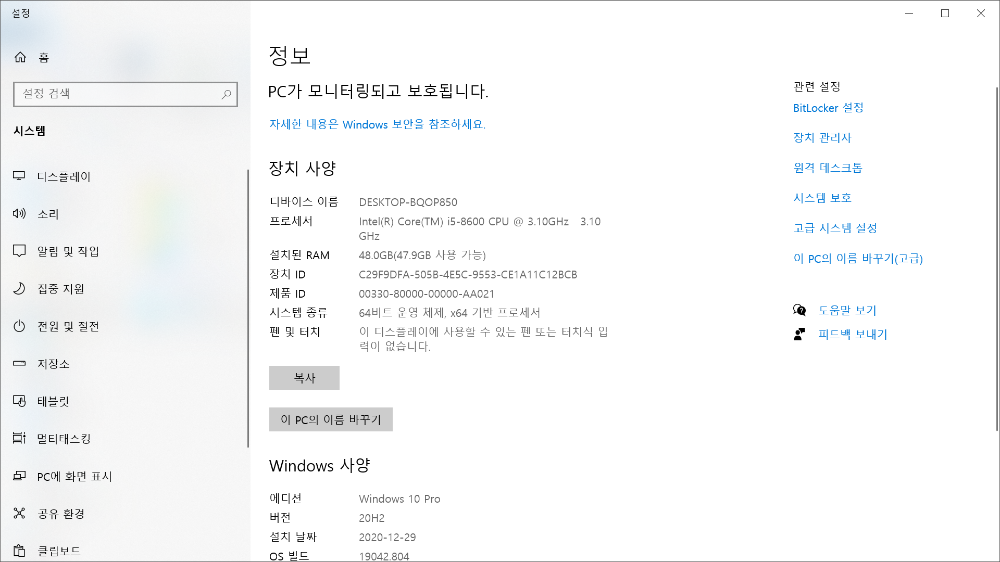 설정
홈
설정 검색
시스템
디스플레이
소리
알림 및 작업
집중 지원
전원 및 절전
저장소
태블릿
멀티태스킹
PC에 화면 표시
공유 환경
클립보드
정보
PC가 모니터링되고 보호됩니다.
자세한 내용은 Windows 보안을 참조하세요.
장치 사양
디바이스 이름 DESKTOP-BQOP850
프로세서 Intel(R) Core(TM) i5-8600 CPU @ 3.10GHz 3.10
GHz
설치된 RAM 48.0GB(47.9GB 사용 가능)
장치 ID C29F9DFA-505B-4E5C-9553-CE1A11C12BCB
제품 ID 00330-80000-00000-AA021
시스템 종류 64비트 운영 체제, x64 기반 프로세서
펜 및 터치 이 디스플레이에 사용할 수 있는 펜 또는 터치식 입
력이 없습니다.
복사
이 PC의 이름 바꾸기
Windows 사양
에디션 Windows 10 Pro
버전 20H2
설치 날짜 2020-12-29
OS 빌드 19042.804
관련 설정
BitLocker 설정
장치 관리자
원격 데스크톱
시스템 보호
고급 시스템 설정
이 PC의 이름 바꾸기(고급)
도움말 보기
피드백 보내기